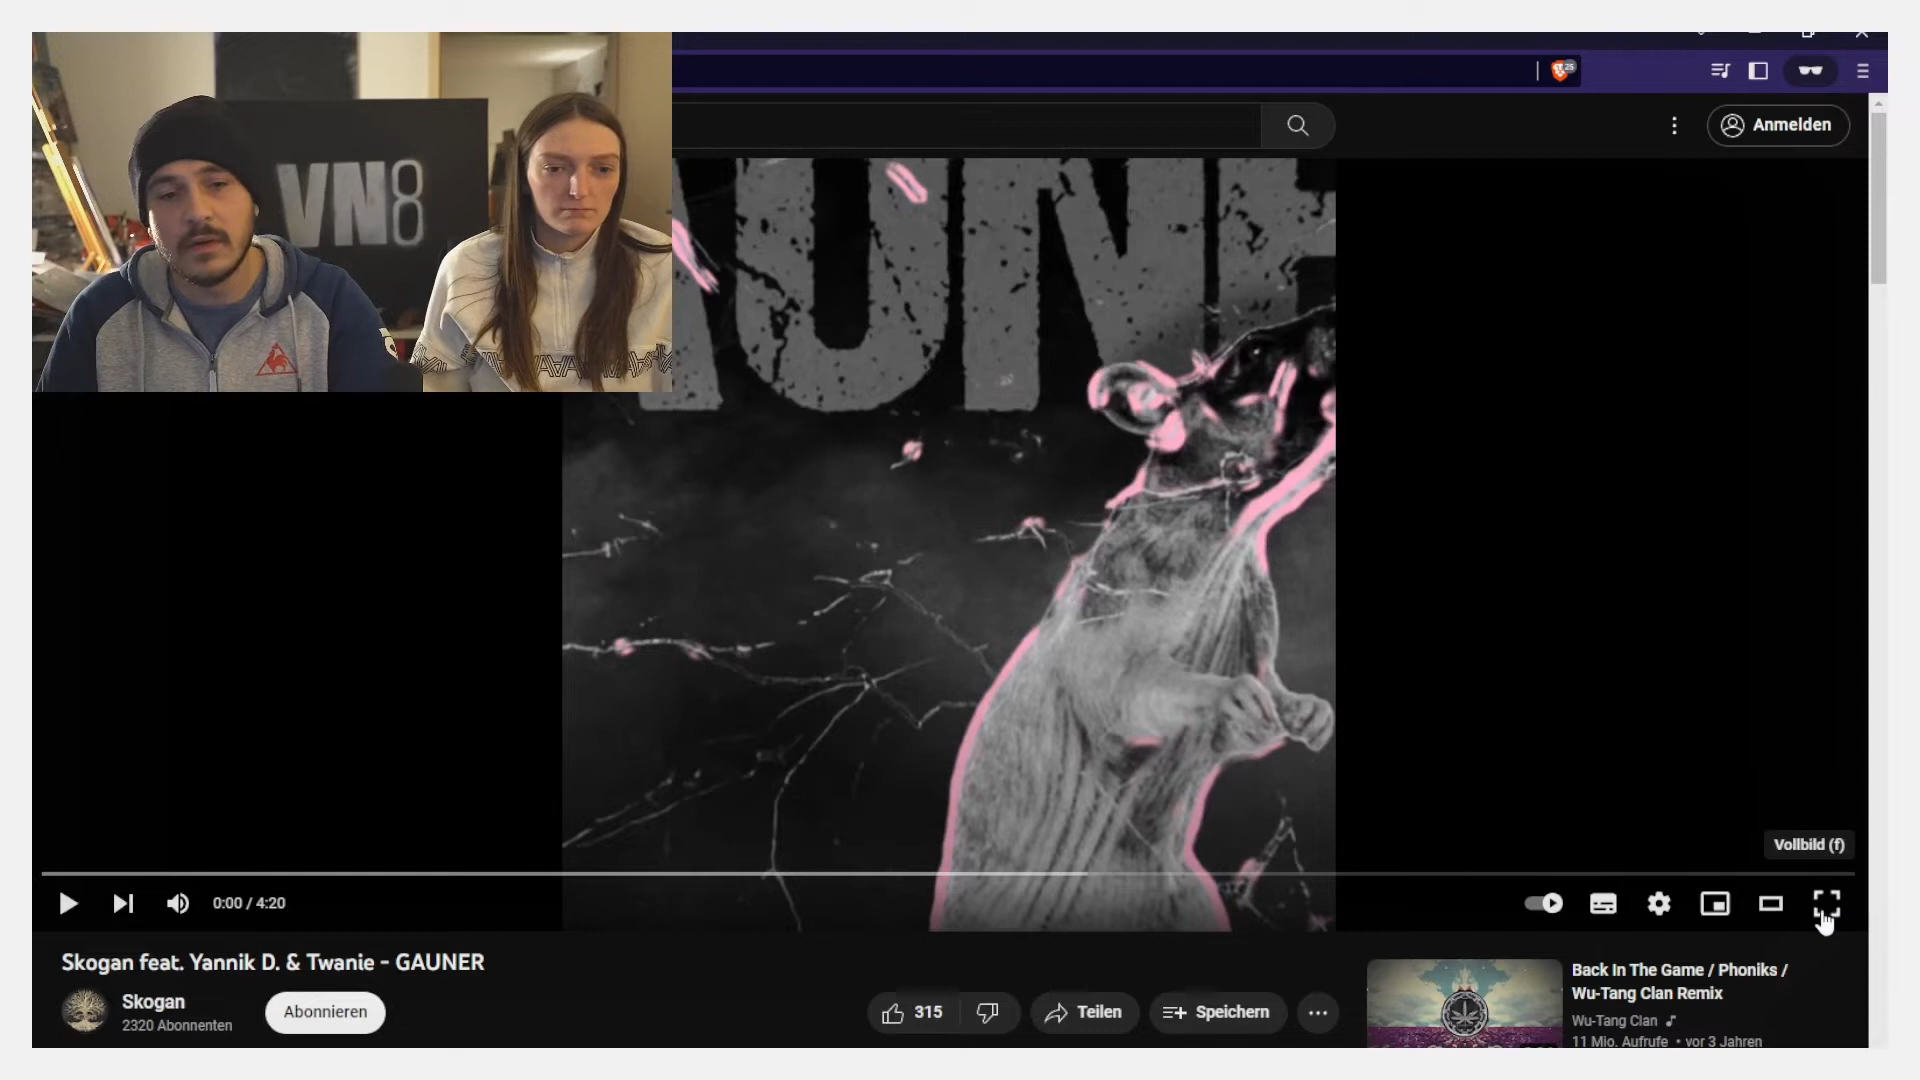 VN8
25
Anmelden
AUNE
Vollbild (f)
0:00 / 4:20
Skogan feat. Yannik D. & Twanie - GAUNER
Skogan
2320 Abonnenten
Abonnieren
315
Teilen
Speichern
Back In The Game / Phoniks /
Wu-Tang Clan Remix
Wu-Tang Clan
11 Mio. Aufrufe • vor 3 Jahren